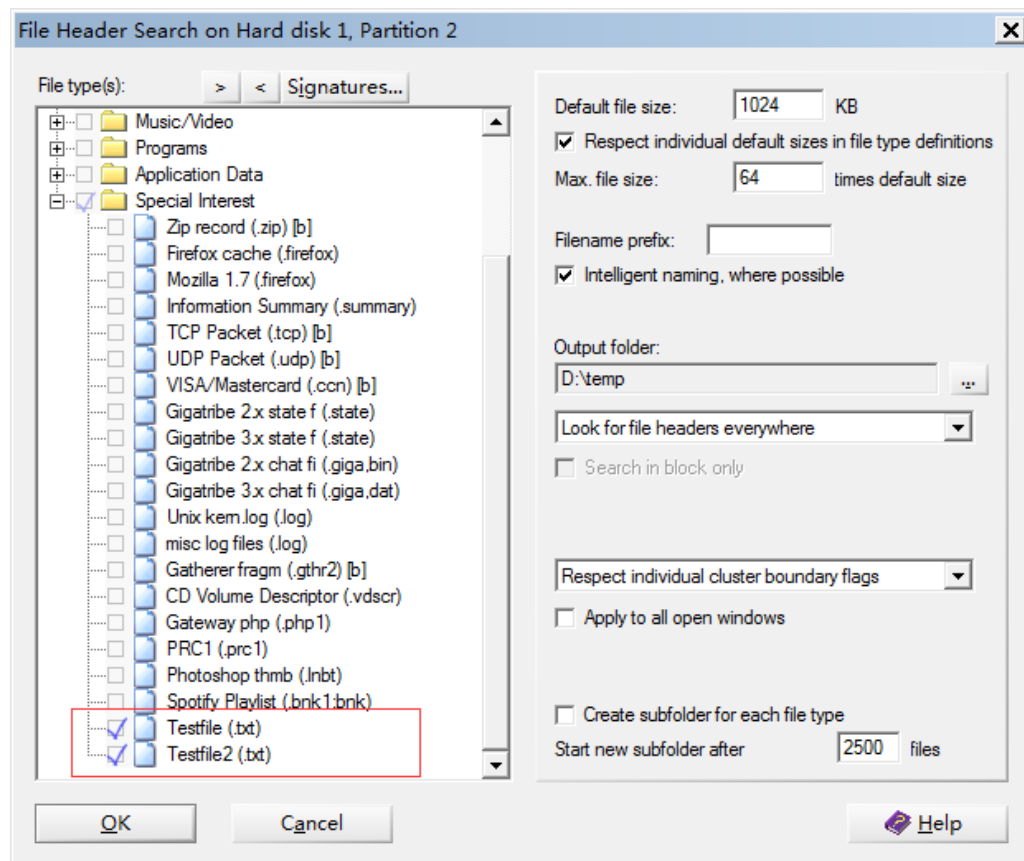 File Header Search on Hard disk 1, Partition 2
File type(s):
> < Signatures...
Music/Video
Programs
Application Data
Special Interest
Zip record (.zip) [b]
Firefox cache (.firefox)
Mozilla 1.7 (.firefox)
Information Summary (.summary)
TCP Packet (.tcp) [b]
UDP Packet (.udp) [b]
VISA/Mastercard (.ccn) [b]
Gigatribe 2.x state f (.state)
Gigatribe 3.x state f (.state)
Gigatribe 2.x chat fi (.giga,bin)
Gigatribe 3.x chat fi (.giga,dat)
Unix kern.log (.log)
misc log files (.log)
Gatherer fragm (.gthr2) [b]
CD Volume Descriptor (.vdscr)
Gateway php (.php1)
PRC1 (.prc1)
Photoshop thmb (.lnbt)
Spotify Playlist (.bnk1;bnk)
Testfile (.txt)
Testfile2 (.txt)
Default file size: 1024 KB
Respect individual default sizes in file type definitions
Max. file size: 64 times default size
Filename prefix:
Intelligent naming, where possible
Output folder:
D:\temp ...
Look for file headers everywhere
Search in block only
Respect individual cluster boundary flags
Apply to all open windows
Create subfolder for each file type
Start new subfolder after 2500 files
OK Cancel Help